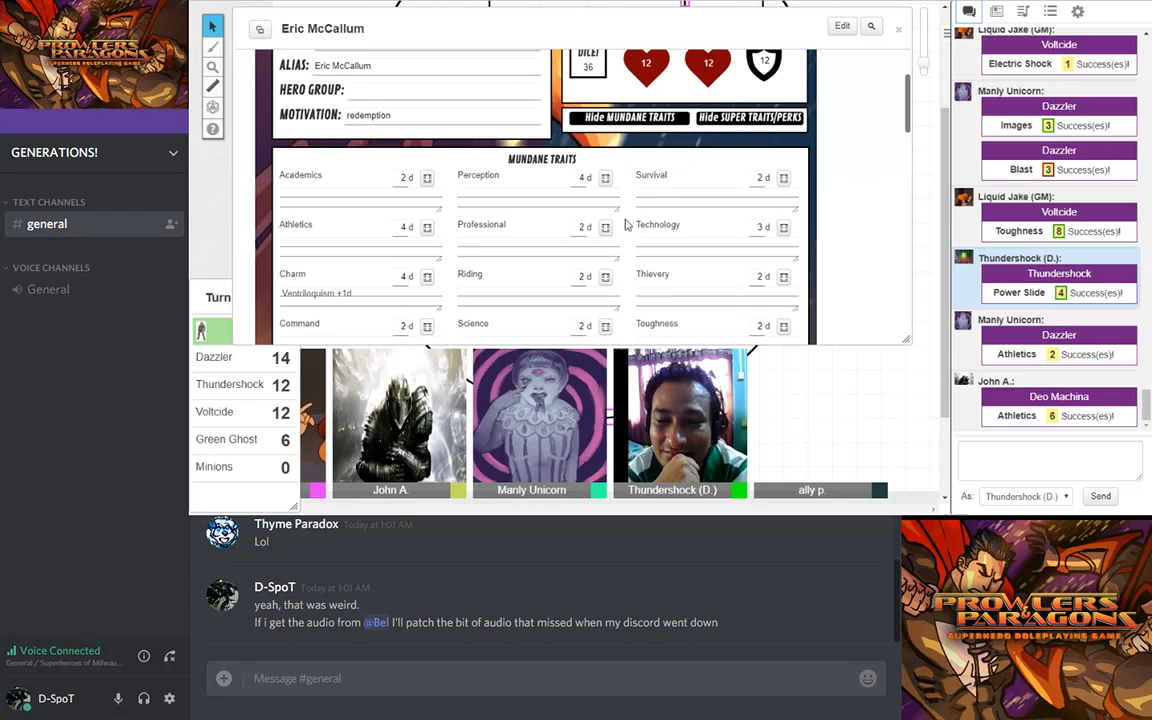 PROWLERS
& PARAGONS
SUPERHERO ROLEPLAYING GAME
GENERATIONS!
TEXT CHANNELS
# general
VOICE CHANNELS
General
Voice Connected
General / Superheroes of Milwau...
D-SpoT
Eric McCallum
Edit
ALIAS: Eric McCallum
HERO GROUP:
MOTIVATION: redemption
DICE!
36
12
12
12
Hide MUNDANE TRAITS
Hide SUPER TRAITS/PERKS
MUNDANE TRAITS
Academics 2 d
Perception 4 d
Survival 2 d
Athletics 4 d
Professional 2 d
Technology 3 d
Charm 4 d
Riding 2 d
Thievery 2 d
Ventriloquism +1d
Command 2 d
Science 2 d
Toughness 2 d
Turn
Dazzler 14
Thundershock 12
Voltcide 12
Green Ghost 6
Minions 0
John A.
Manly Unicorn
Thundershock (D.)
ally p.
Liquid Jake (GM):
Voltcide
Electric Shock 1 Success(es)!
Manly Unicorn:
Dazzler
Images 3 Success(es)!
Dazzler
Blast 3 Success(es)!
Liquid Jake (GM):
Voltcide
Toughness 8 Success(es)!
Thundershock (D.):
Thundershock
Power Slide 4 Success(es)!
Manly Unicorn:
Dazzler
Athletics 2 Success(es)!
John A.:
Deo Machina
Athletics 6 Success(es)!
As: Thundershock (D.)
Send
Thyme Paradox Today at 1:01 AM
Lol
D-SpoT Today at 1:01 AM
yeah, that was weird.
If i get the audio from @Bel I'll patch the bit of audio that missed when my discord went down
Message #general
PROWLERS
& PARAGONS
SUPERHERO ROLEPLAYING GAME